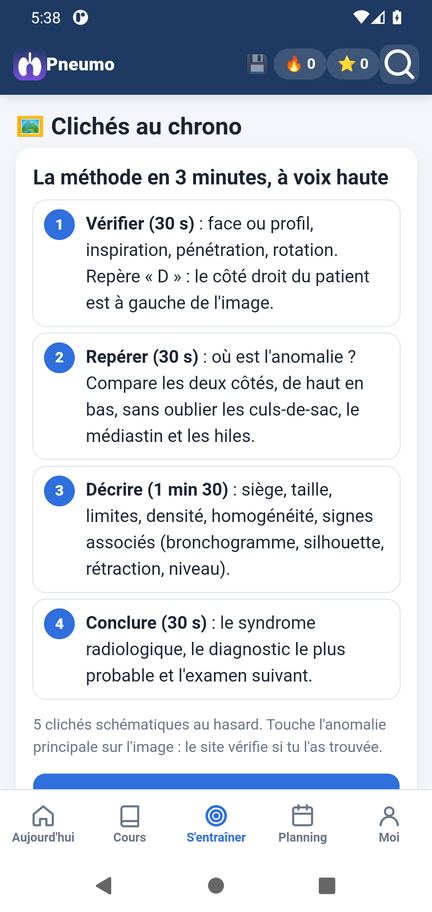 5:38
Pneumo
0
0
Clichés au chrono
La méthode en 3 minutes, à voix haute
1
Vérifier (30 s) : face ou profil,
inspiration, pénétration, rotation.
Repère « D » : le côté droit du patient
est à gauche de l'image.
2
Repérer (30 s) : où est l'anomalie ?
Compare les deux côtés, de haut en
bas, sans oublier les culs-de-sac, le
médiastin et les hiles.
3
Décrire (1 min 30) : siège, taille,
limites, densité, homogénéité, signes
associés (bronchogramme, silhouette,
rétraction, niveau).
4
Conclure (30 s) : le syndrome
radiologique, le diagnostic le plus
probable et l'examen suivant.
5 clichés schématiques au hasard. Touche l'anomalie
principale sur l'image : le site vérifie si tu l'as trouvée.
Aujourd'hui
Cours
S'entraîner
Planning
Moi